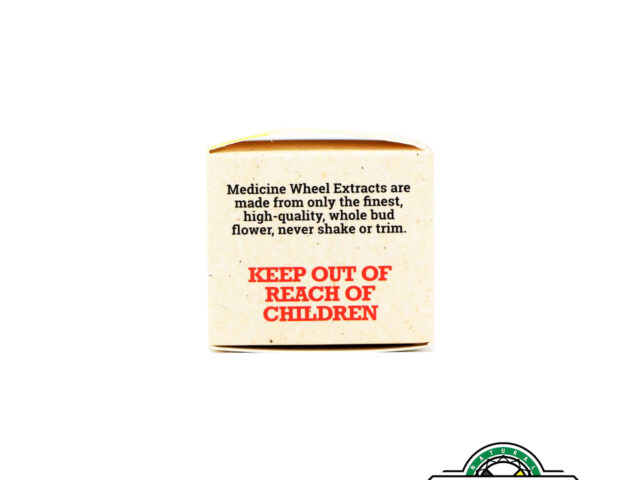 Medicine Wheel Extracts are
made from only the finest,
high-quality, whole bud
flower, never shake or trim.
KEEP OUT OF
REACH OF
CHILDREN
NATURAL